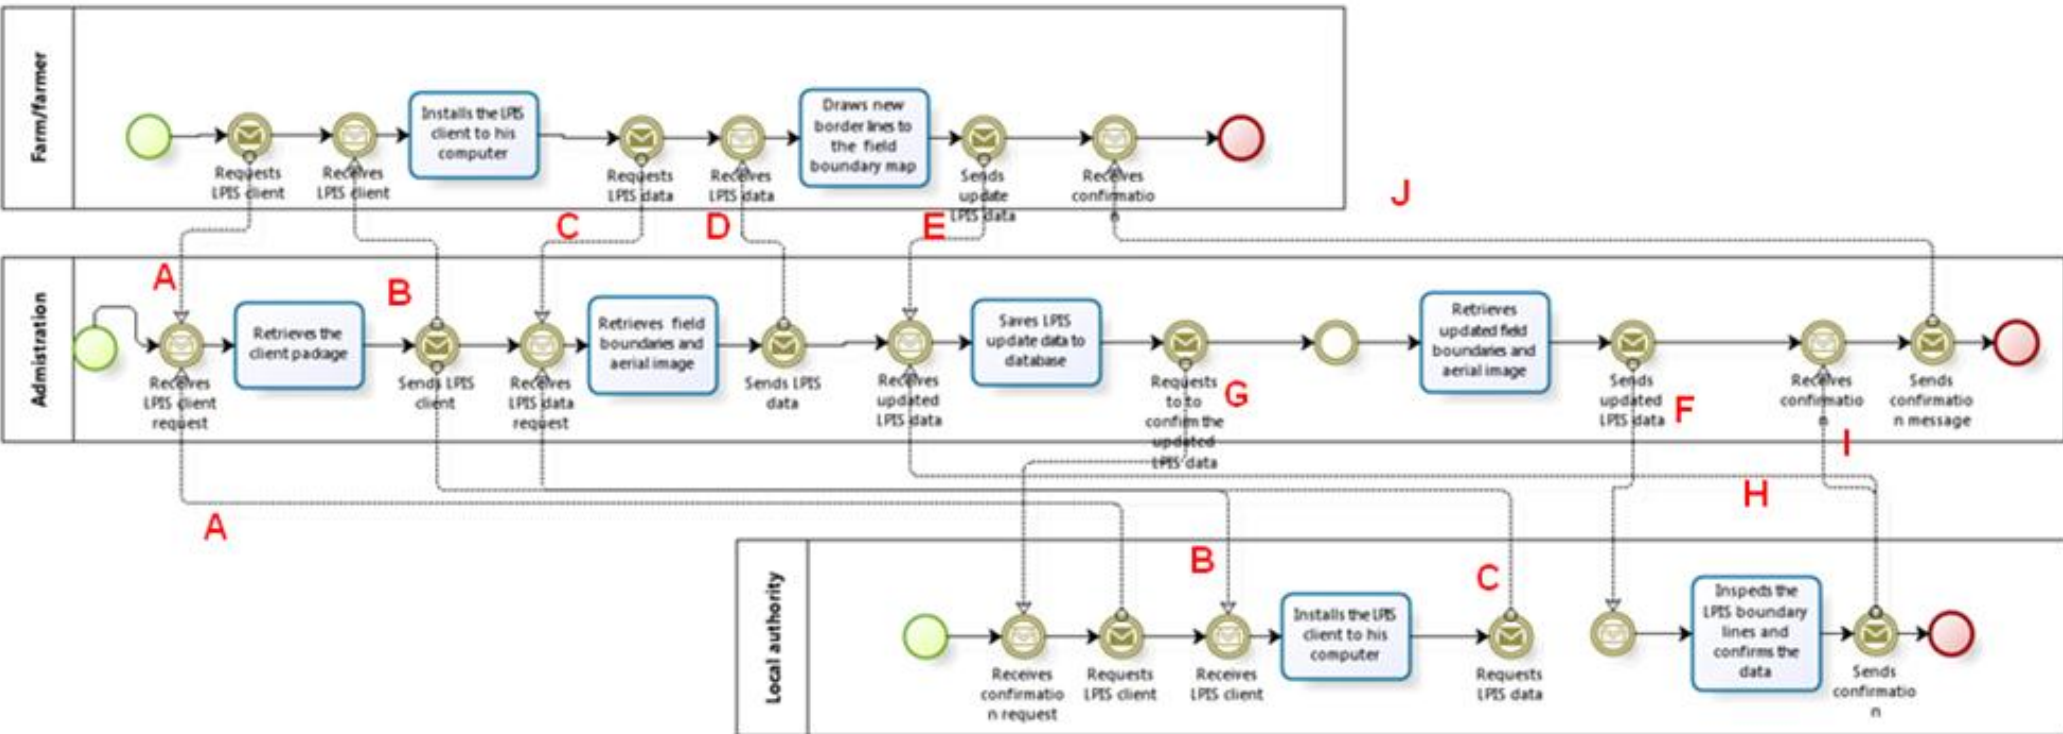 Farm/farmer
Requests
LPIS client
Receives
LPIS client
Installs the LPIS
client to his
computer
Requests
LPIS data
Receives
LPIS data
Draws new
border lines to
the field
boundary map
Sends
update
LPIS data
Receives
confirmatio
n
J
C
D
E
A
B
Admistration
Receives
LPIS client
request
Retrieves the
client package
Sends LPIS
client
Receives
LPIS data
request
Retrieves field
boundaries and
aerial image
Sends LPIS
data
Receives
updated
LPIS data
Saves LPIS
update data to
database
Requests
to to
confirm the
updated
LPIS data
G
Retrieves
updated field
boundaries and
aerial image
Sends
updated
LPIS data
F
Receives
confirmatio
n
I
Sends
confirmatio
n message
H
A
B
C
Local authority
Receives
confirmatio
n request
Requests
LPIS client
Receives
LPIS client
Installs the LPIS
client to his
computer
Requests
LPIS data
Inspects the
LPIS boundary
lines and
confirms the
data
Sends
confirmatio
n